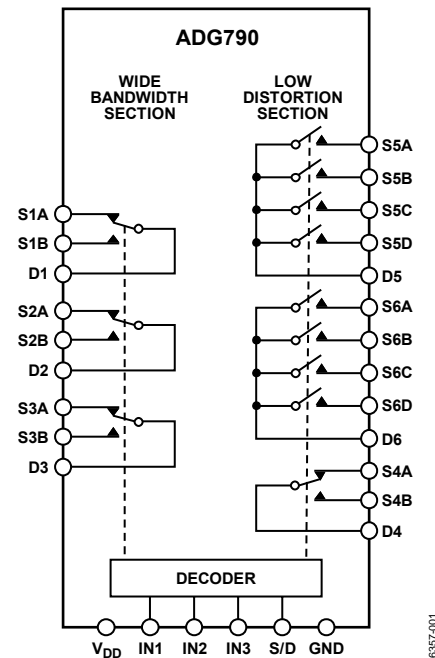 ADG790
WIDE
BANDWIDTH
SECTION
LOW
DISTORTION
SECTION
S1A
S1B
D1
S2A
S2B
D2
S3A
S3B
D3
S5A
S5B
S5C
S5D
D5
S6A
S6B
S6C
S6D
D6
S4A
S4B
D4
DECODER
VDD IN1 IN2 IN3 S/D GND
6357-001